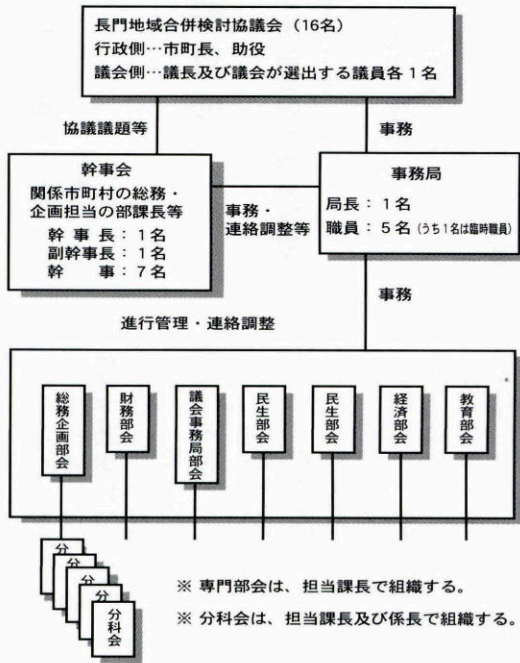 長門地域合併検討協議会（16名）
行政側…市町長、助役
議会側…議長及び議会が選出する議員各１名
協議議題等
事務
幹事会
関係市町村の総務・
企画担当の部課長等
幹 事 長：１名
副幹事長：１名
幹　　事：７名
事務・
連絡調整等
事務局
局長：１名
職員：５名（うち１名は臨時職員）
事務
進行管理・連絡調整
総務企画部会
財務部会
議会事務局部会
民生部会
民生部会
経済部会
教育部会
分
分
分
分
分科会
※ 専門部会は、担当課長で組織する。
※ 分科会は、担当課長及び係長で組織する。